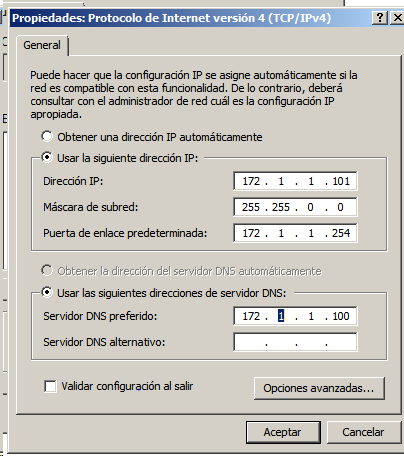 Propiedades: Protocolo de Internet versión 4 (TCP/IPv4)
General
Puede hacer que la configuración IP se asigne automáticamente si la
red es compatible con esta funcionalidad. De lo contrario, deberá
consultar con el administrador de red cuál es la configuración IP
apropiada.
Obtener una dirección IP automáticamente
Usar la siguiente dirección IP:
Dirección IP: 172 . 1 . 1 . 101
Máscara de subred: 255 . 255 . 0 . 0
Puerta de enlace predeterminada: 172 . 1 . 1 . 254
Obtener la dirección del servidor DNS automáticamente
Usar las siguientes direcciones de servidor DNS:
Servidor DNS preferido: 172 . 1 . 1 . 100
Servidor DNS alternativo: . . .
Validar configuración al salir
Opciones avanzadas...
Aceptar Cancelar